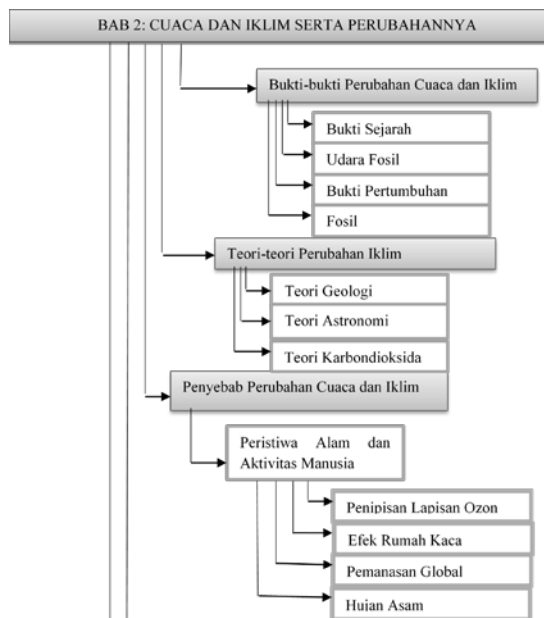 BAB 2: CUACA DAN IKLIM SERTA PERUBAHANNYA
Bukti-bukti Perubahan Cuaca dan Iklim
Bukti Sejarah
Udara Fosil
Bukti Pertumbuhan
Fosil
Teori-teori Perubahan Iklim
Teori Geologi
Teori Astronomi
Teori Karbondioksida
Penyebab Perubahan Cuaca dan Iklim
Peristiwa Alam dan
Aktivitas Manusia
Penipisan Lapisan Ozon
Efek Rumah Kaca
Pemanasan Global
Hujan Asam